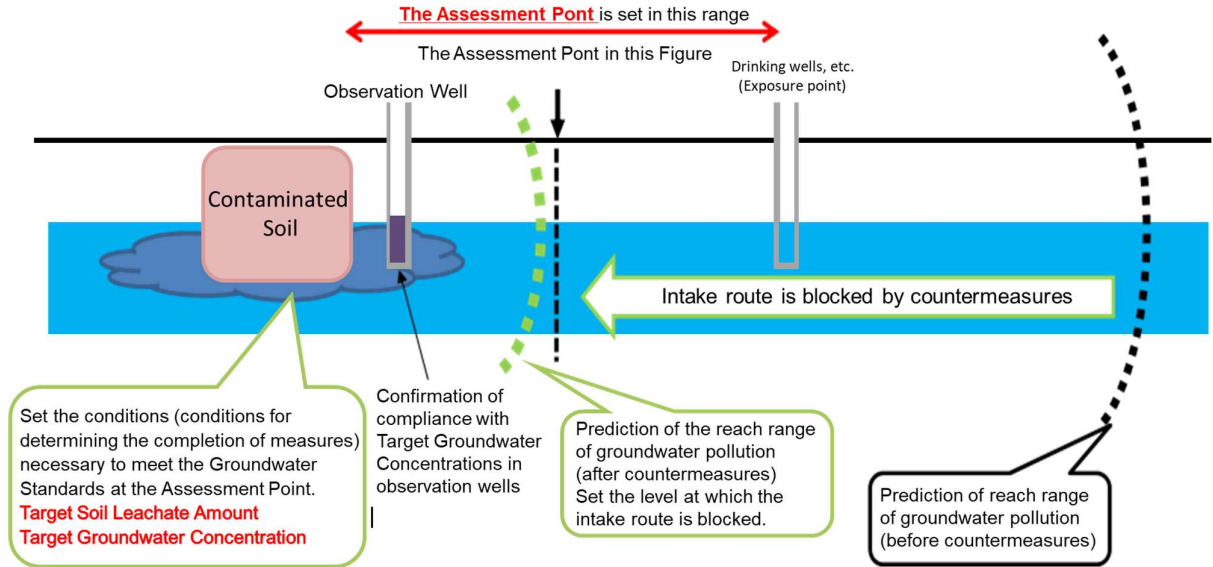 The Assessment Pont is set in this range
The Assessment Pont in this Figure
Drinking wells, etc.
(Exposure point)
Observation Well
Contaminated
Soil
Intake route is blocked by countermeasures
Set the conditions (conditions for
determining the completion of measures)
necessary to meet the Groundwater
Standards at the Assessment Point.
Target Soil Leachate Amount
Target Groundwater Concentration
Confirmation of
compliance with
Target Groundwater
Concentrations in
observation wells
Prediction of the reach range
of groundwater pollution
(after countermeasures)
Set the level at which the
intake route is blocked.
Prediction of reach range
of groundwater pollution
(before countermeasures)